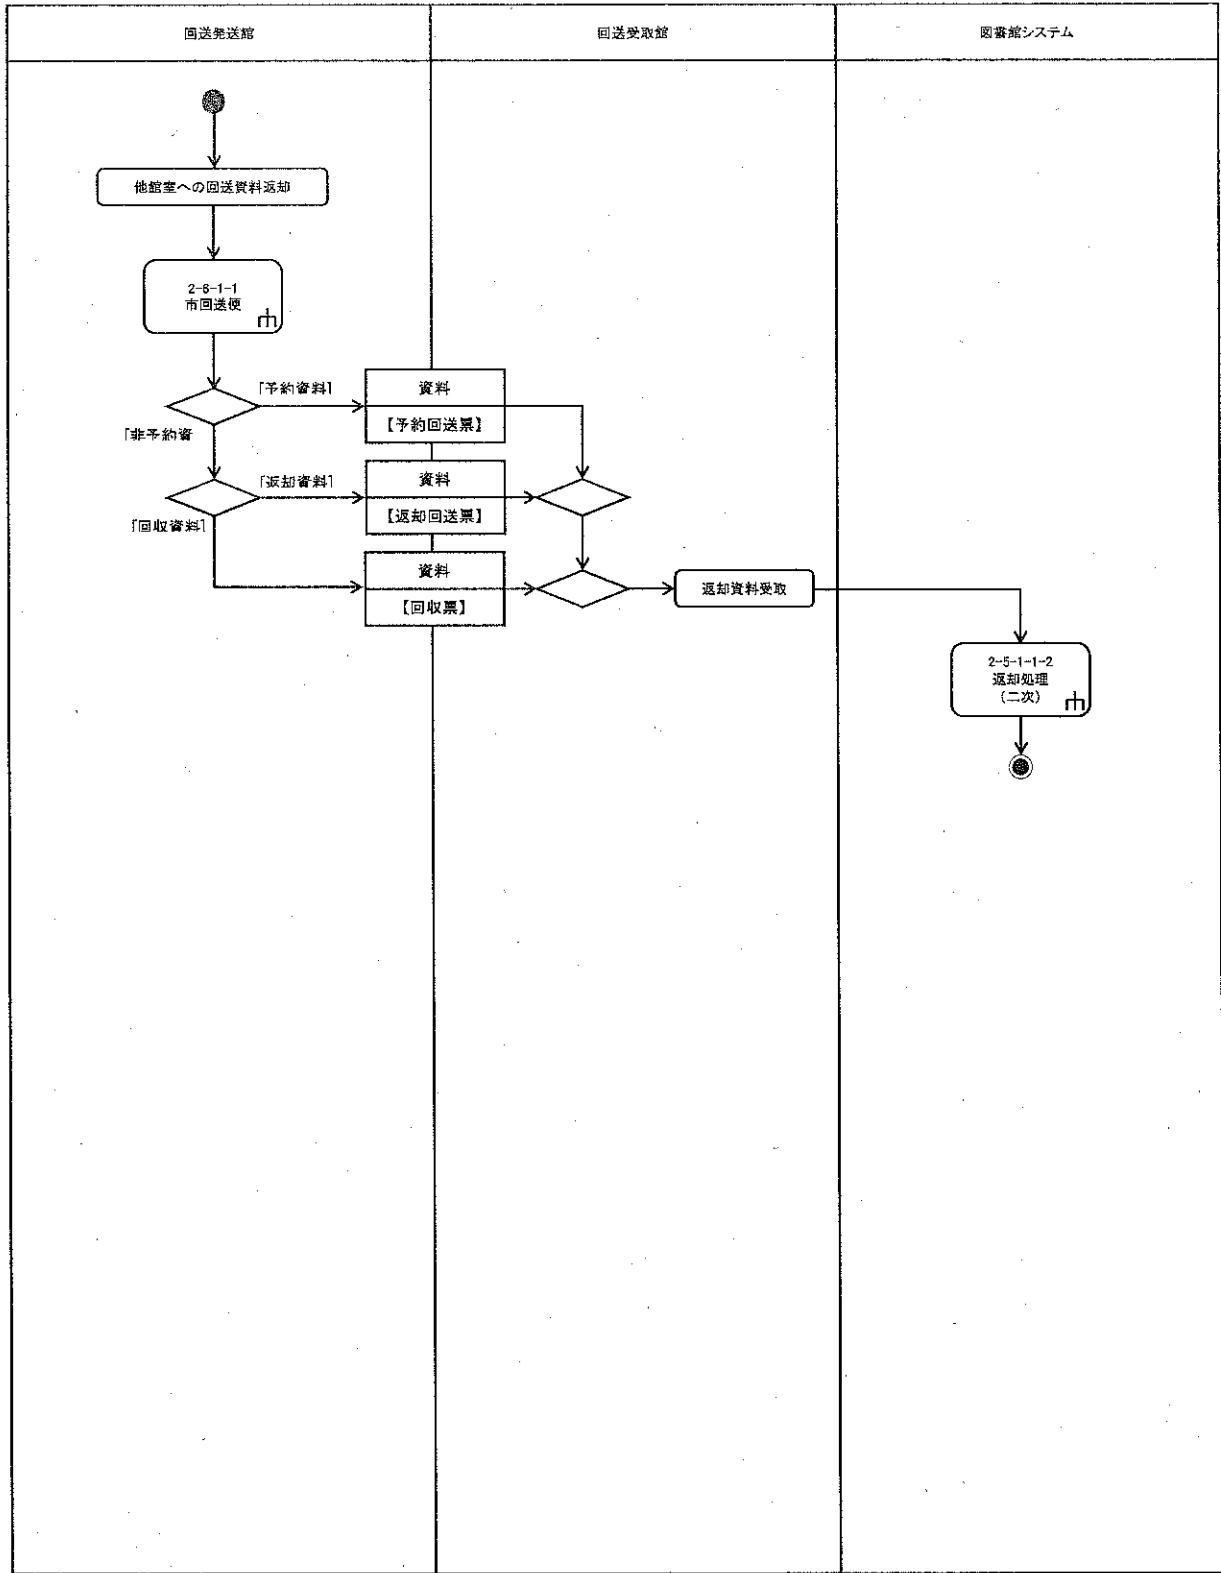 回送発送館
回送受取館
図書館システム
他館室への回送資料返却
2-6-1-1
市回送便
「予約資料]
資料
【予約回送票】
「非予約資
「返却資料]
資料
【返却回送票】
「回収資料]
資料
【回収票】
返却資料受取
2-5-1-1-2
返却処理
(二次)